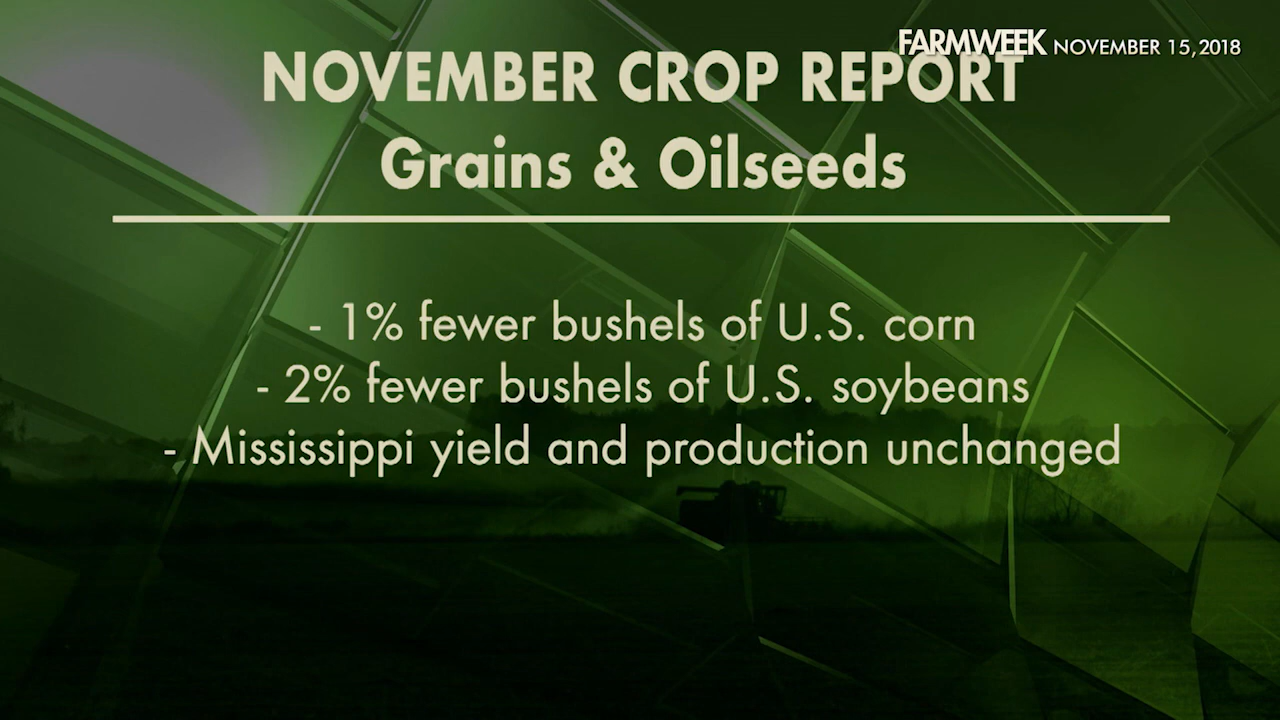 FARMWEEK NOVEMBER 15, 2018
NOVEMBER CROP REPORT
Grains & Oilseeds
- 1% fewer bushels of U.S. corn
- 2% fewer bushels of U.S. soybeans
- Mississippi yield and production unchanged